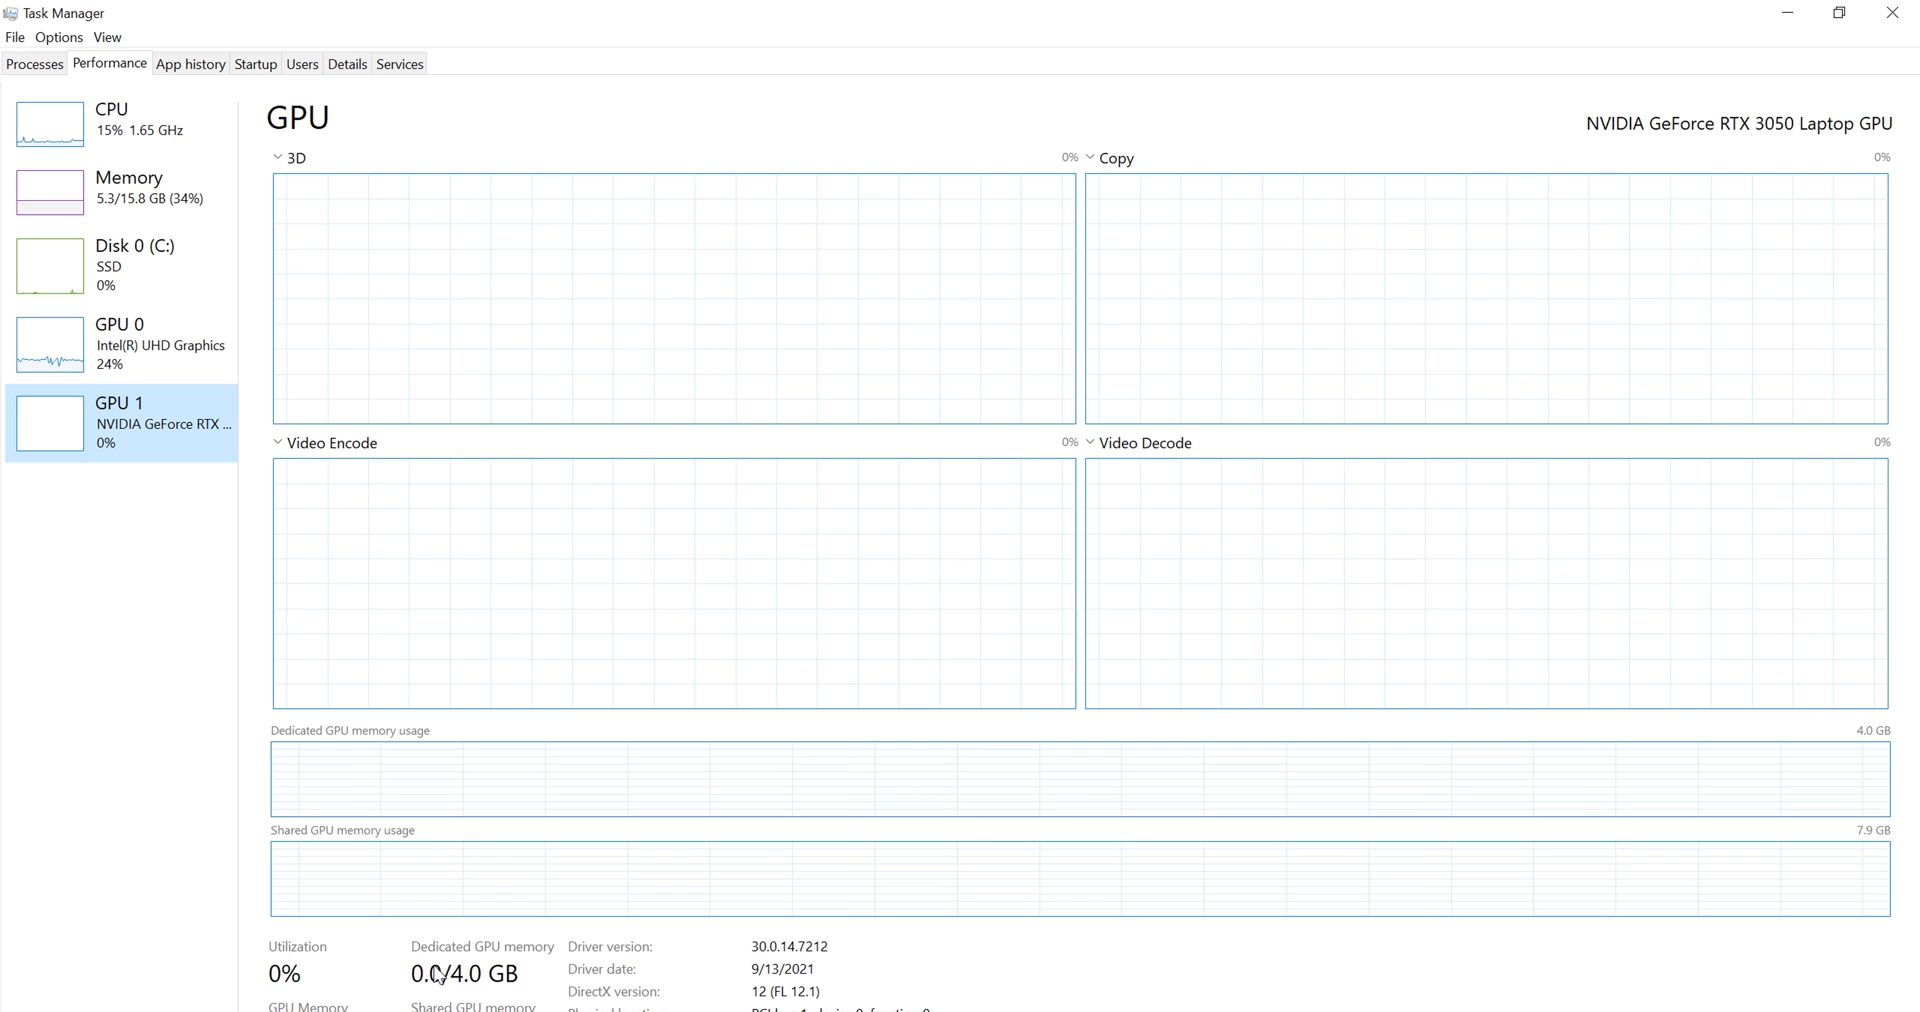 Task Manager
File Options View
Processes Performance App history Startup Users Details Services
CPU
15% 1.65 GHz
Memory
5.3/15.8 GB (34%)
Disk 0 (C:)
SSD
0%
GPU 0
Intel(R) UHD Graphics
24%
GPU 1
NVIDIA GeForce RTX ...
0%
GPU
NVIDIA GeForce RTX 3050 Laptop GPU
3D 0%
Copy 0%
Video Encode 0%
Video Decode 0%
Dedicated GPU memory usage 4.0 GB
Shared GPU memory usage 7.9 GB
Utilization
0%
GPU Memory
Dedicated GPU memory
0.0/4.0 GB
Shared GPU memory
Driver version: 30.0.14.7212
Driver date: 9/13/2021
DirectX version: 12 (FL 12.1)